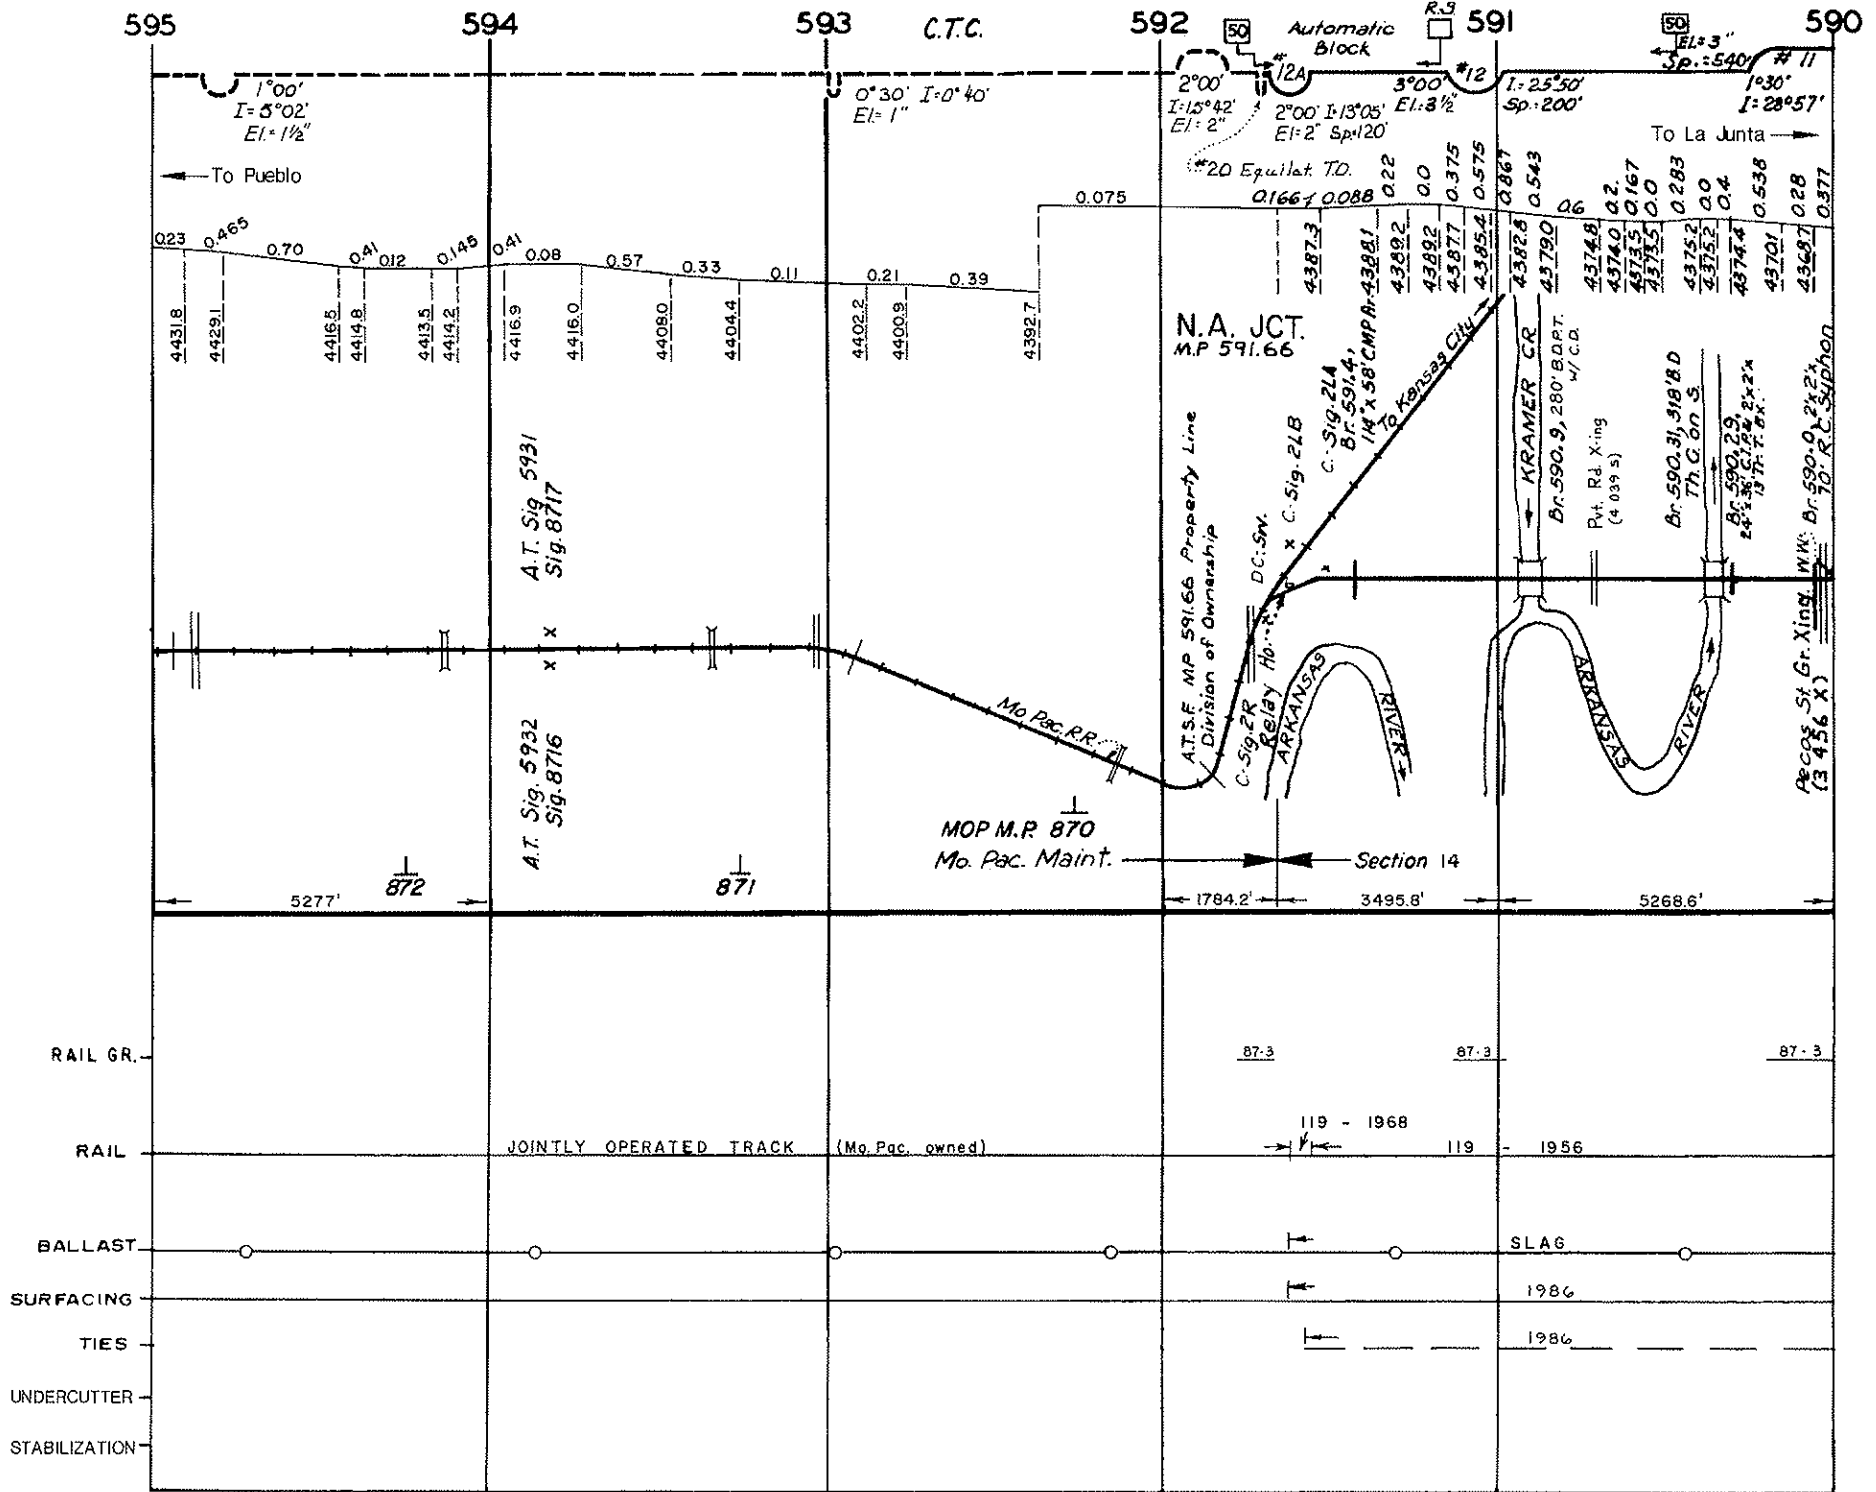 595 594 593 C.T.C. 592 591 590
50 Automatic Block R.S
50
1°00'
I=5°02'
El.=1½"
0°30' I=0°40'
El= 1"
2°00'
I=15°42'
El= 2"
#12A
2°00' I=13°05'
El=2" Sp=120'
3°00' #12 I.=25°50'
El.=3½" Sp.=200'
El.=3"
Sp.=540' #11
1°30'
I=28°57'
To Pueblo
To La Junta
#20 Equilat. T.O.
0.23 0.465 0.70 0.41 0.12 0.145 0.41 0.08 0.57 0.33 0.11 0.21 0.39 0.075 0.166 0.088 0.22 0.0 0.375 0.575 0.867 0.543 0.6 0.2 0.167 0.0 0.283 0.0 0.4 0.538 0.28 0.377
4431.8 4429.1 4416.5 4414.8 4413.5 4414.2 4416.9 4416.0 4408.0 4404.4 4402.2 4400.9 4392.7 4387.3 4388.1 4389.2 4389.2 4387.7 4385.4 4382.8 4379.0 4374.8 4374.0 4373.5 4373.5 4375.2 4375.2 4374.4 4370.1 4368.7
N.A. JCT.
M.P 591.66
A.T. Sig 5931
Sig. 8717
A.T. Sig. 5932
Sig. 8716
Mo. Pac. R.R.
A.T.S.F. MP 591.66 Property Line
Division of Ownership
C-Sig. 2R
Relay Ho.
DC. Sw.
C-Sig. 2LB
C-Sig. 2LA
Br. 591.4,
114"x58' CMPAr.
To Kansas City
KRAMER CR
Br. 590.9, 280' B.D.P.T.
w/ C.D.
Pvt. Rd. X-ing
(4 039 S)
Br. 590.31, 318' B.D
Th. G. on S.
Br. 590.29,
Br. 590.0, 2'x2'x
70' R.C. Syphon
Pecos St Gr. Xing. WW:
(3 456 X)
ARKANSAS RIVER
ARKANSAS RIVER
MOP M.P. 870
Mo. Pac. Maint. Section 14
872 871
5277' 1784.2' 3495.8' 5268.6'
RAIL GR. 87-3 87-3 87-3
119 - 1968
RAIL JOINTLY OPERATED TRACK (Mo. Pac. owned) 119 - 1956
BALLAST SLAG
SURFACING 1986
TIES 1986
UNDERCUTTER
STABILIZATION